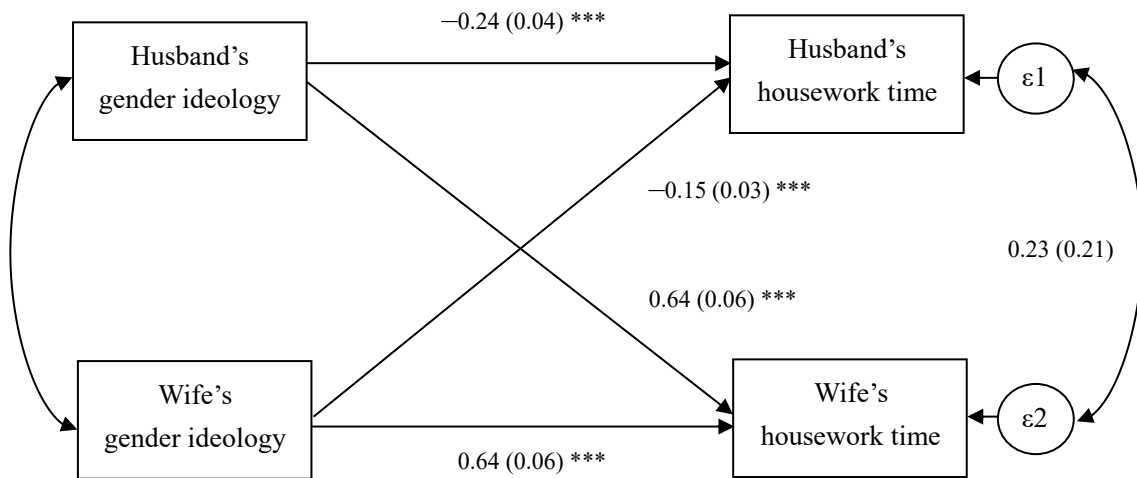 —0.24 (0.04) ***
Husband’s
gender ideology
Husband’s
housework time
ε1
—0.15 (0.03) ***
0.23 (0.21)
0.64 (0.06) ***
Wife’s
gender ideology
Wife’s
housework time
ε2
0.64 (0.06) ***